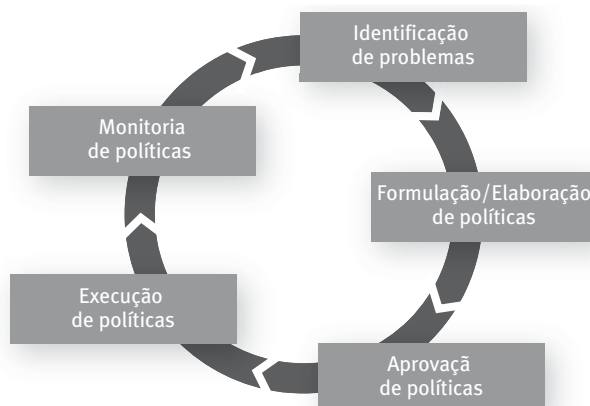 Identificação
de problemas
Formulação/Elaboração
de políticas
Aprovaçã
de políticas
Execução
de políticas
Monitoria
de políticas